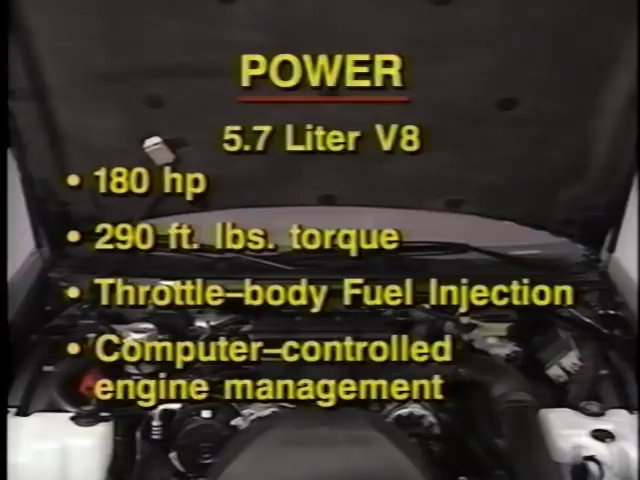 POWER
5.7 Liter V8
• 180 hp
• 290 ft. lbs. torque
• Throttle–body Fuel Injection
• Computer–controlled
engine management